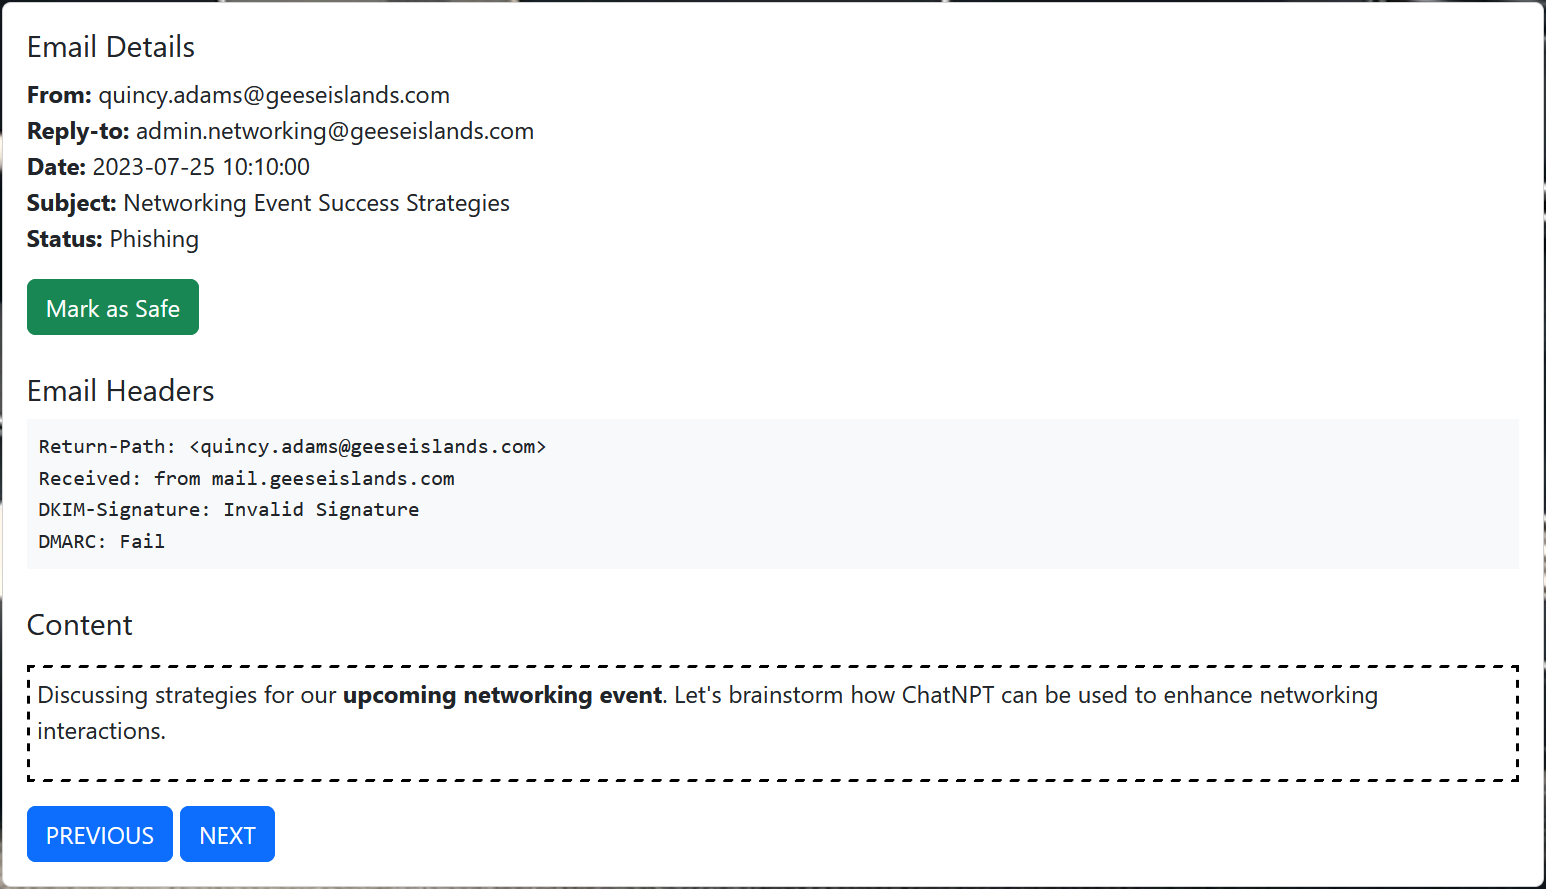 Email Details
From: quincy.adams@geeseislands.com
Reply-to: admin.networking@geeseislands.com
Date: 2023-07-25 10:10:00
Subject: Networking Event Success Strategies
Status: Phishing
Mark as Safe
Email Headers
Return-Path: <quincy.adams@geeseislands.com>
Received: from mail.geeseislands.com
DKIM-Signature: Invalid Signature
DMARC: Fail
Content
Discussing strategies for our upcoming networking event. Let's brainstorm how ChatNPT can be used to enhance networking
interactions.
PREVIOUS NEXT